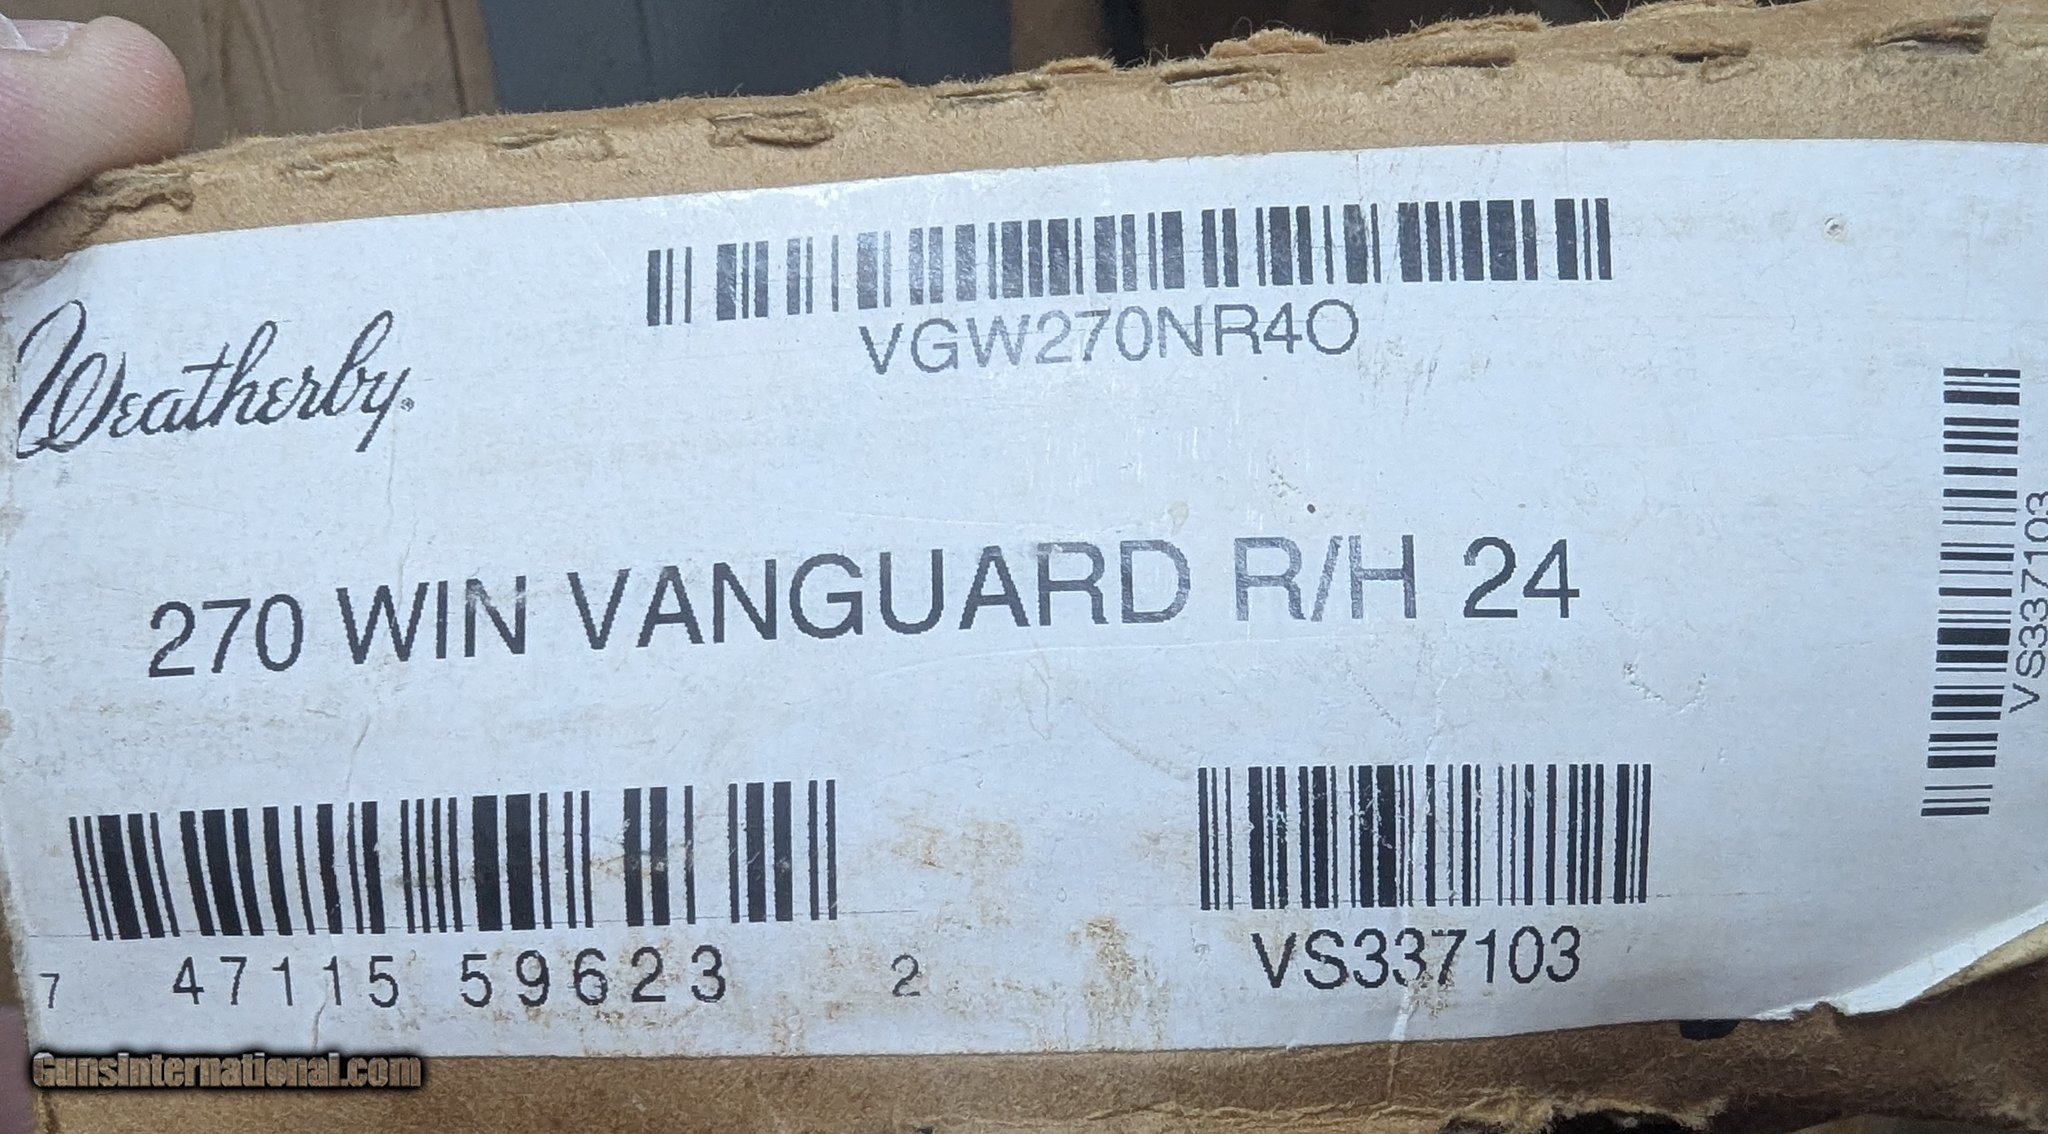 VGW270NR4O
Weatherby®
270 WIN VANGUARD R/H 24
7 47115 59623 2
VS337103
VS337103
GunsInternational.com